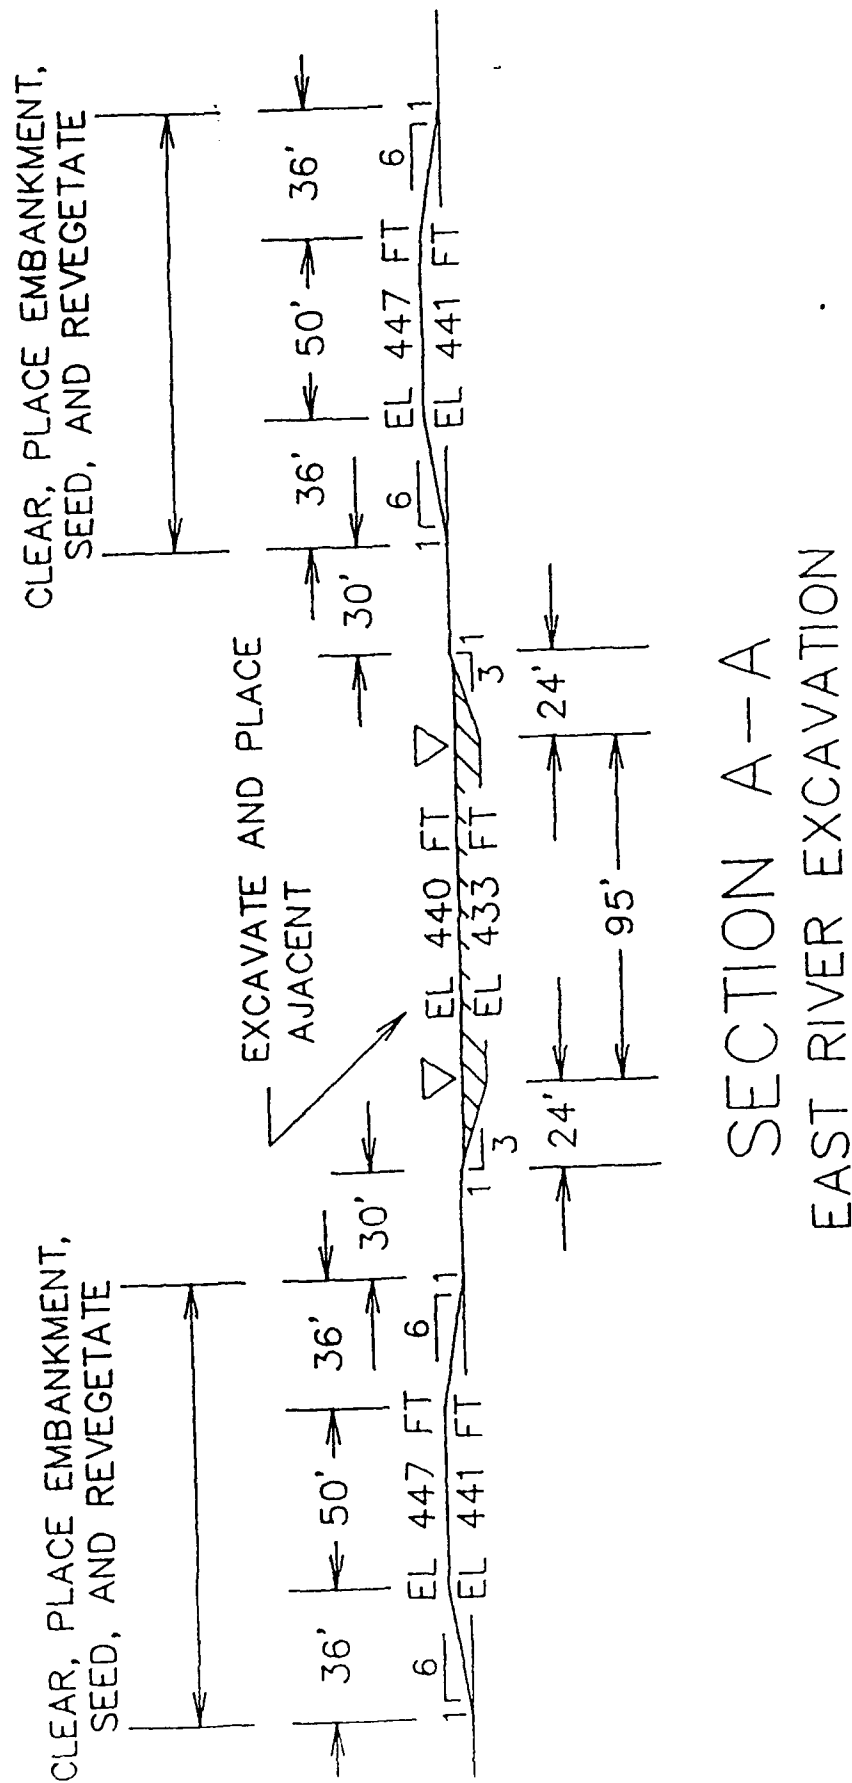 CLEAR, PLACE EMBANKMENT,
SEED, AND REVEGETATE
CLEAR, PLACE EMBANKMENT,
SEED, AND REVEGETATE
EXCAVATE AND PLACE
AJACENT
36'
50'
36'
30'
30'
36'
50'
36'
1
6
EL 447 FT
EL 441 FT
6
1
EL 440 FT
EL 433 FT
1
6
EL 447 FT
EL 441 FT
6
1
1
3
3
1
24'
95'
24'
SECTION A-A
EAST RIVER EXCAVATION